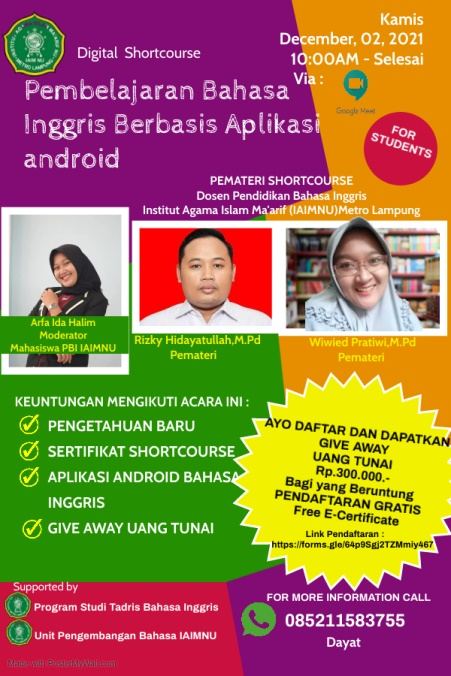 Kamis
December, 02, 2021
10:00AM - Selesai
Via :
Google Meet
Digital Shortcourse
Pembelajaran Bahasa
Inggris Berbasis Aplikasi
android
FOR
STUDENTS
PEMATERI SHORTCOURSE
Dosen Pendidikan Bahasa Inggris
Institut Agama Islam Ma'arif (IAIMNU)Metro Lampung
Arfa Ida Halim
Moderator
Mahasiswa PBI IAIMNU
Rizky Hidayatullah,M.Pd
Pemateri
Wiwied Pratiwi,M.Pd
Pemateri
KEUNTUNGAN MENGIKUTI ACARA INI :
PENGETAHUAN BARU
SERTIFIKAT SHORTCOURSE
APLIKASI ANDROID BAHASA
INGGRIS
GIVE AWAY UANG TUNAI
AYO DAFTAR DAN DAPATKAN
GIVE AWAY
UANG TUNAI
Rp.300.000.-
Bagi yang Beruntung
PENDAFTARAN GRATIS
Free E-Certificate
Link Pendaftaran :
https://forms.gle/64p9Sgj2TZMmiy467
Supported by
Program Studi Tadris Bahasa Inggris
Unit Pengembangan Bahasa IAIMNU
FOR MORE INFORMATION CALL
085211583755
Dayat
Made with PosterMyWall.com